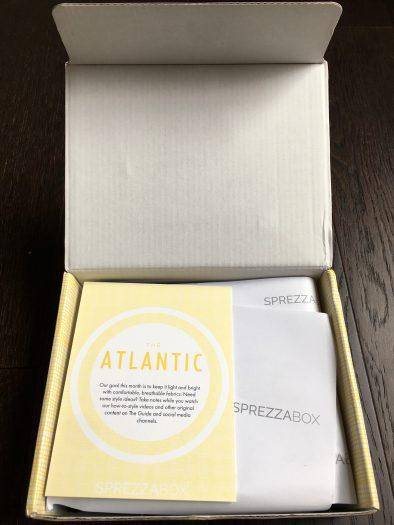 SPREZZA
THE
ATLANTIC
Our goal this month is to keep it light and bright
with comfortable, breathable fabrics. Need
some style ideas? Take notes while you watch
our how-to-style videos and other original
content on The Guide and social media
channels.
SPREZZABOX
SPREZZABOX